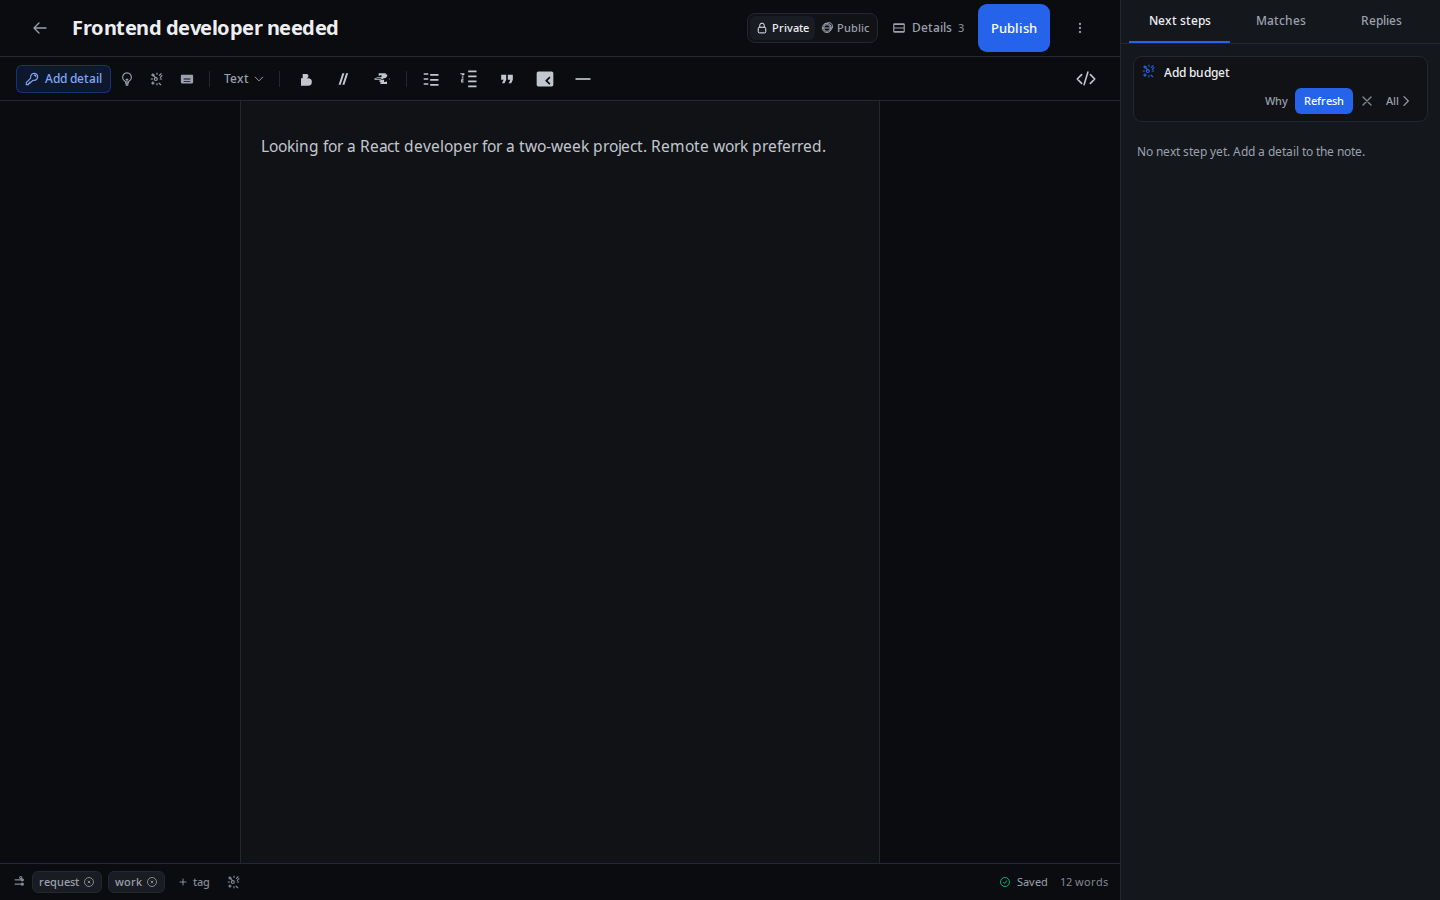 Frontend developer needed
Private
Public
Details 3
Publish
Next steps
Matches
Replies
Add detail
Text
Add budget
Why
Refresh
All
Looking for a React developer for a two-week project. Remote work preferred.
No next step yet. Add a detail to the note.
request
work
+ tag
Saved
12 words